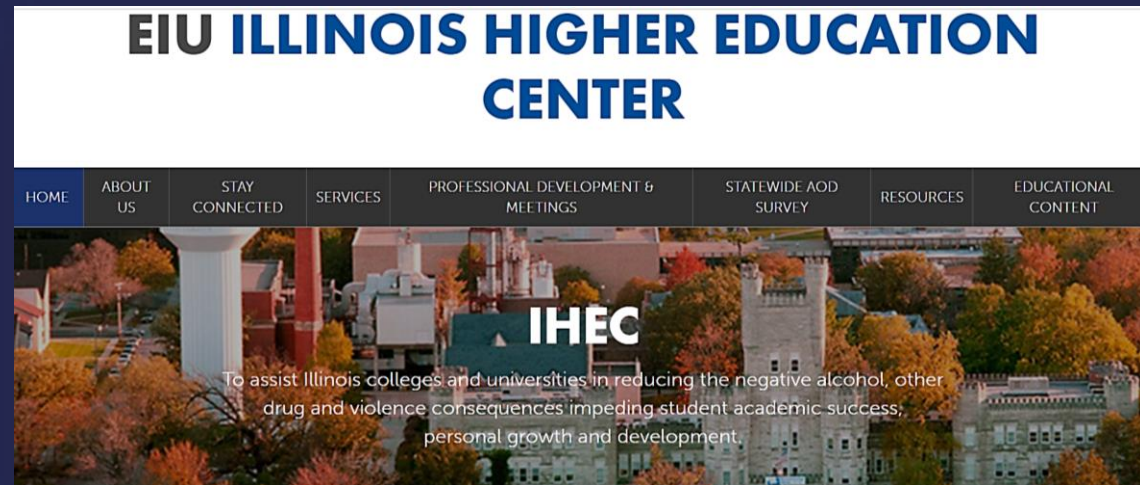 EIU ILLINOIS HIGHER EDUCATION
CENTER
HOME
ABOUT
US
STAY
CONNECTED
SERVICES
PROFESSIONAL DEVELOPMENT &
MEETINGS
STATEWIDE AOD
SURVEY
RESOURCES
EDUCATIONAL
CONTENT
IHEC
To assist Illinois colleges and universities in reducing the negative alcohol, other
drug and violence consequences impeding student academic success,
personal growth and development.